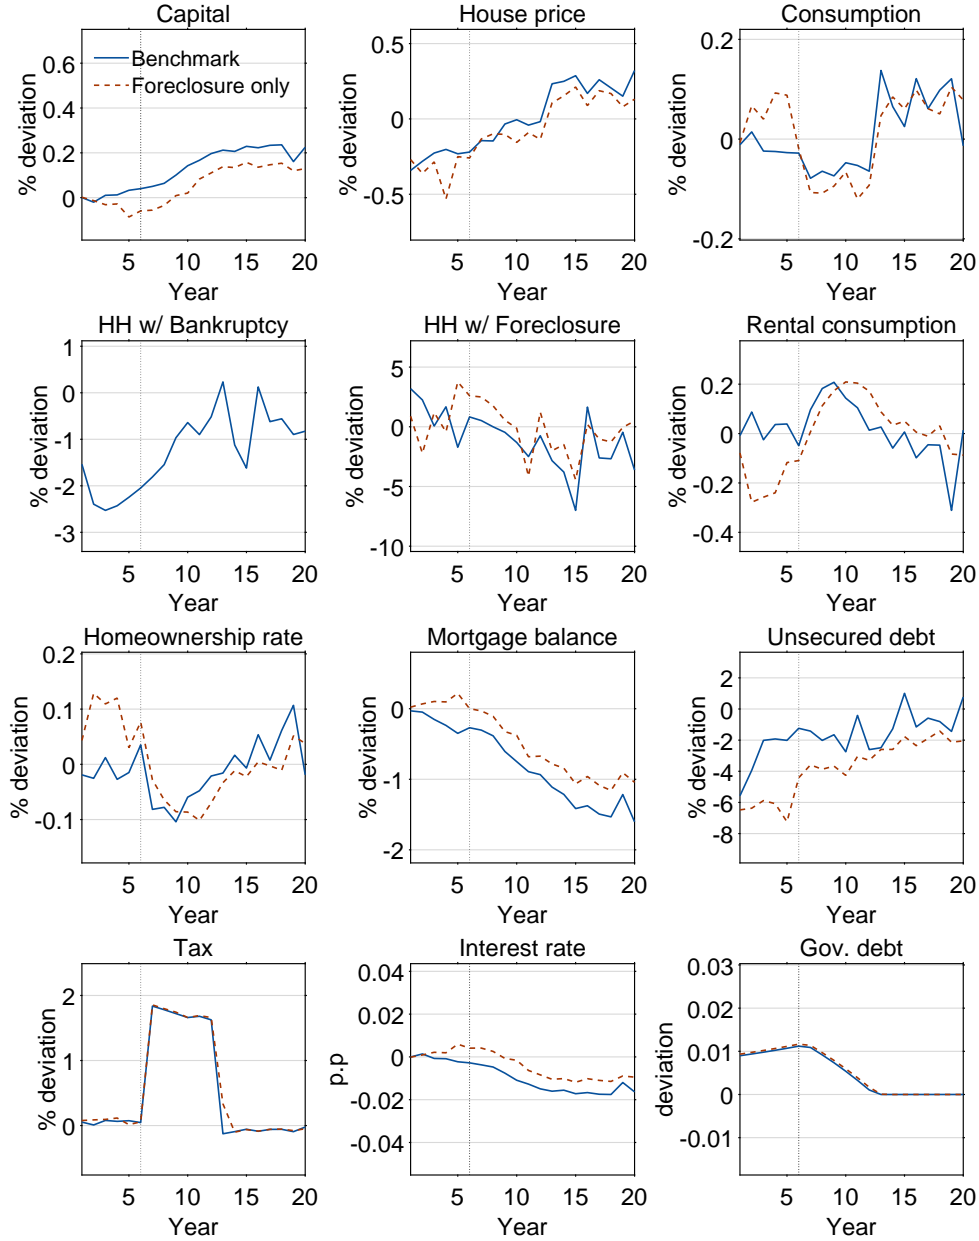 Capital
House price
Consumption
% deviation
0.6
0.4
0.2
0
Benchmark
Foreclosure only
5
10
15
20
Year
% deviation
0.5
0
-0.5
5
10
15
20
Year
% deviation
0.2
0
-0.2
5
10
15
20
Year
HH w/ Bankruptcy
HH w/ Foreclosure
Rental consumption
% deviation
1
0
-1
-2
-3
5
10
15
20
Year
% deviation
5
0
-5
-10
5
10
15
20
Year
% deviation
0.2
0
-0.2
-0.4
5
10
15
20
Year
Homeownership rate
Mortgage balance
Unsecured debt
% deviation
0.2
0.1
0
-0.1
5
10
15
20
Year
% deviation
0
-1
-2
5
10
15
20
Year
% deviation
2
0
-2
-4
-6
-8
5
10
15
20
Year
Tax
Interest rate
Gov. debt
% deviation
2
1
0
5
10
15
20
Year
p.p
0.04
0.02
0
-0.02
-0.04
5
10
15
20
Year
deviation
0.03
0.02
0.01
0
-0.01
5
10
15
20
Year